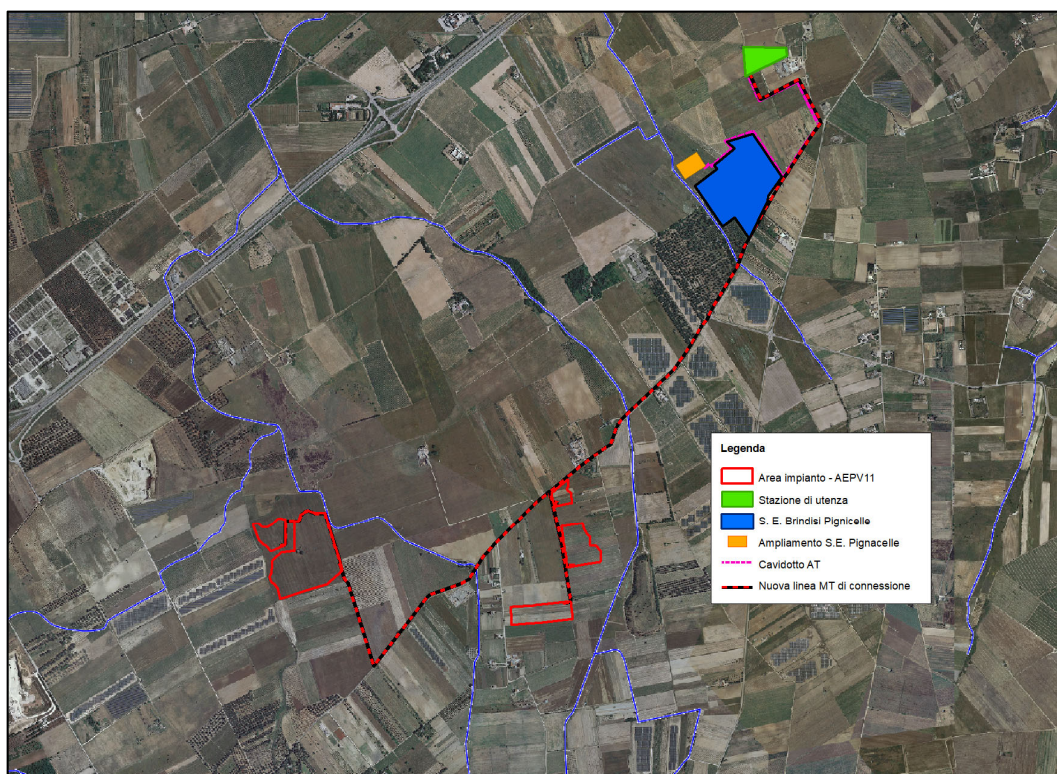 Legenda
Area impianto - AEPV11
Stazione di utenza
S. E. Brindisi Pignicelle
Ampliamento S.E. Pignacelle
Cavidotto AT
Nuova linea MT di connessione